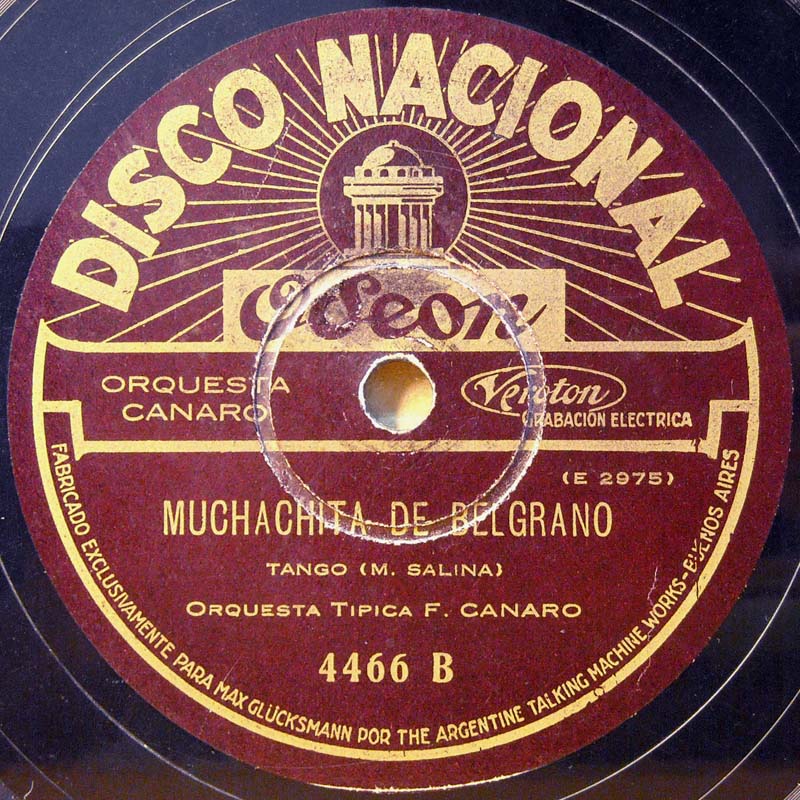 DISCO NACIONAL
Odeon
ORQUESTA
CANARO
Veroton
GRABACIÓN ELECTRICA
(E 2975)
MUCHACHITA DE BELGRANO
TANGO (M. SALINA)
ORQUESTA TIPICA F. CANARO
4466 B
FABRICADO EXCLUSIVAMENTE PARA MAX GLÜCKSMANN POR THE ARGENTINE TALKING MACHINE WORKS-BUENOS AIRES